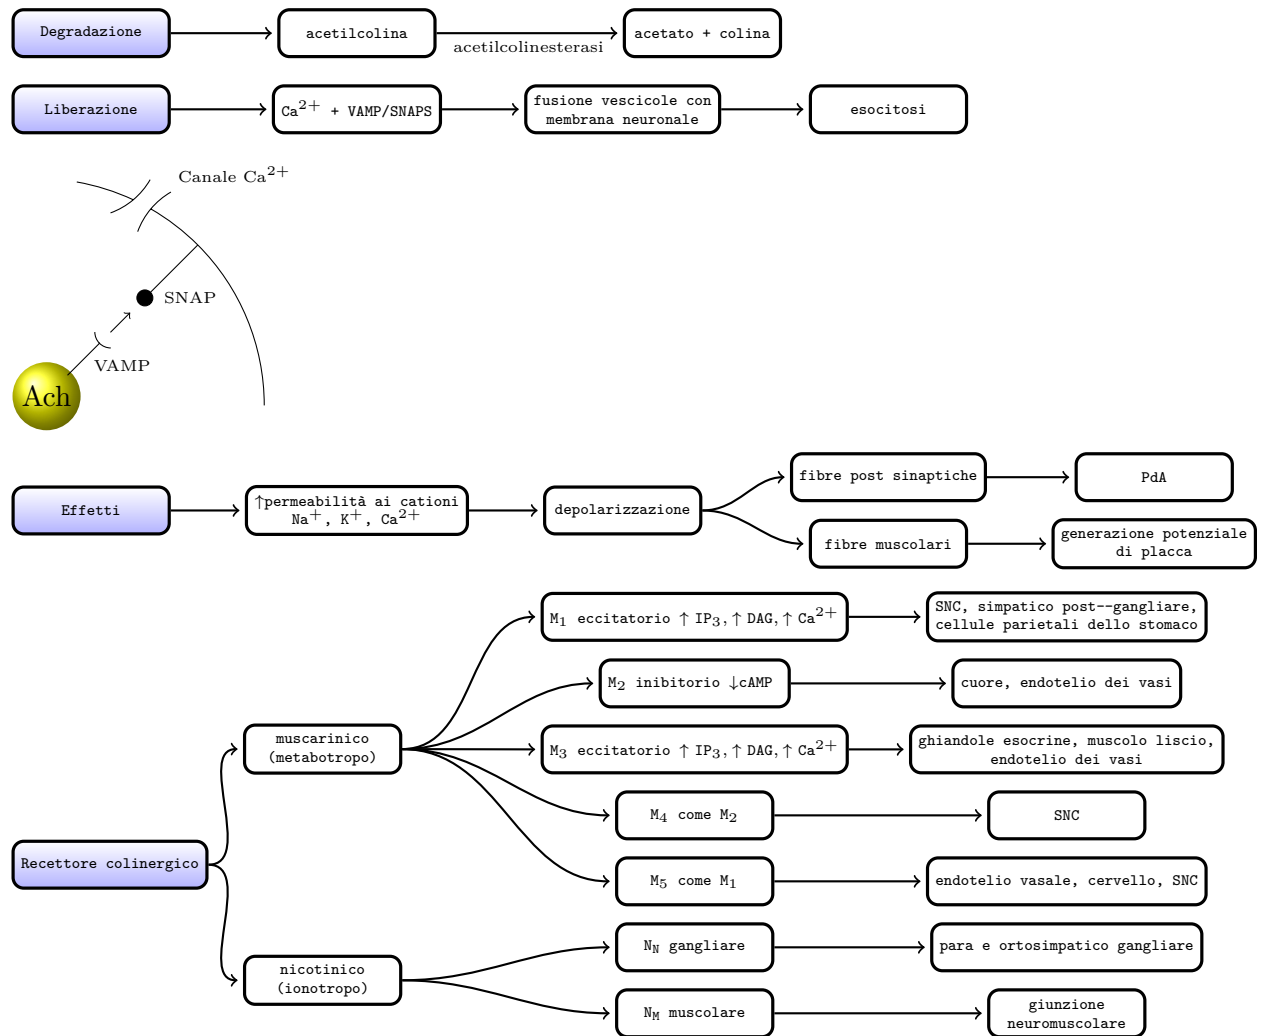 Degradazione
acetilcolina
acetilcolinesterasi
acetato + colina
Liberazione
Ca2+ + VAMP/SNAPS
fusione vescicole con
membrana neuronale
esocitosi
Canale Ca2+
SNAP
VAMP
Ach
Effetti
↑permeabilità ai cationi
Na+, K+, Ca2+
depolarizzazione
fibre post sinaptiche
PdA
fibre muscolari
generazione potenziale
di placca
Recettore colinergico
muscarinico
(metabotropo)
M1 eccitatorio ↑ IP3, ↑ DAG, ↑ Ca2+
SNC, simpatico post--gangliare,
cellule parietali dello stomaco
M2 inibitorio ↓cAMP
cuore, endotelio dei vasi
M3 eccitatorio ↑ IP3, ↑ DAG, ↑ Ca2+
ghiandole esocrine, muscolo liscio,
endotelio dei vasi
M4 come M2
SNC
M5 come M1
endotelio vasale, cervello, SNC
nicotinico
(ionotropo)
NN gangliare
para e ortosimpatico gangliare
NM muscolare
giunzione
neuromuscolare